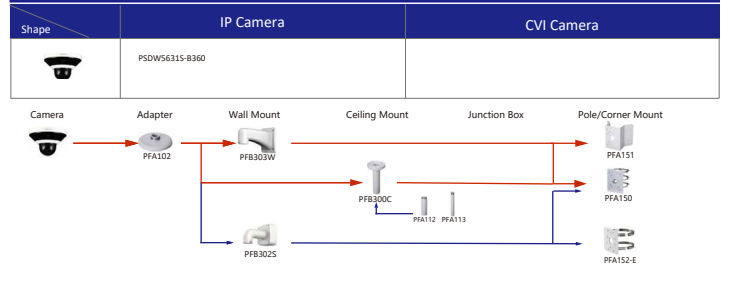 Shape
IP Camera
CVI Camera
PSDW5631S-B360
Camera
Adapter
Wall Mount
Ceiling Mount
Junction Box
Pole/Corner Mount
PFA102
PFB303W
PFA151
PFB300C
PFA112
PFA113
PFA150
PFB302S
PFA152-E